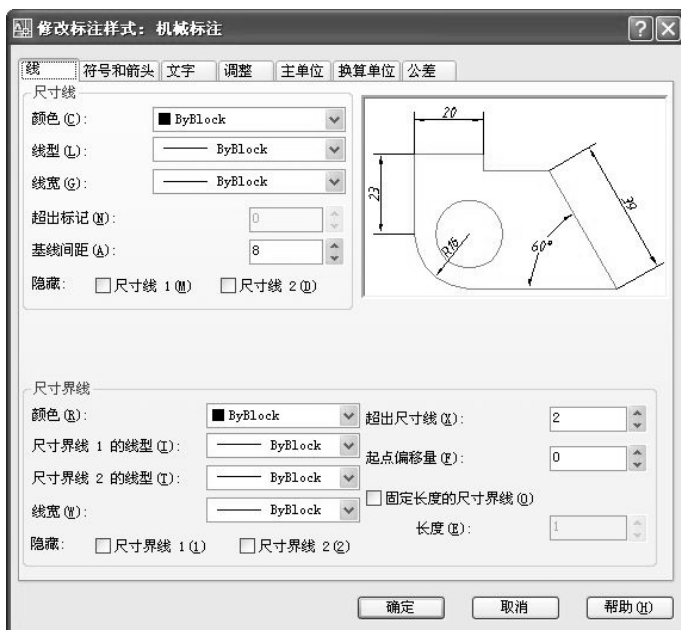 修改标注样式: 机械标注
线 符号和箭头 文字 调整 主单位 换算单位 公差
尺寸线
颜色(C): ByBlock
线型(L): ByBlock
线宽(G): ByBlock
超出标记(N): 0
基线间距(A): 8
隐藏: 尺寸线 1(M) 尺寸线 2(D)
20
23
39
R16
60°
尺寸界线
颜色(R): ByBlock
尺寸界线 1 的线型(I): ByBlock
尺寸界线 2 的线型(T): ByBlock
线宽(W): ByBlock
隐藏: 尺寸界线 1(1) 尺寸界线 2(2)
超出尺寸线(X): 2
起点偏移量(F): 0
固定长度的尺寸界线(O)
长度(E): 1
确定 取消 帮助(H)